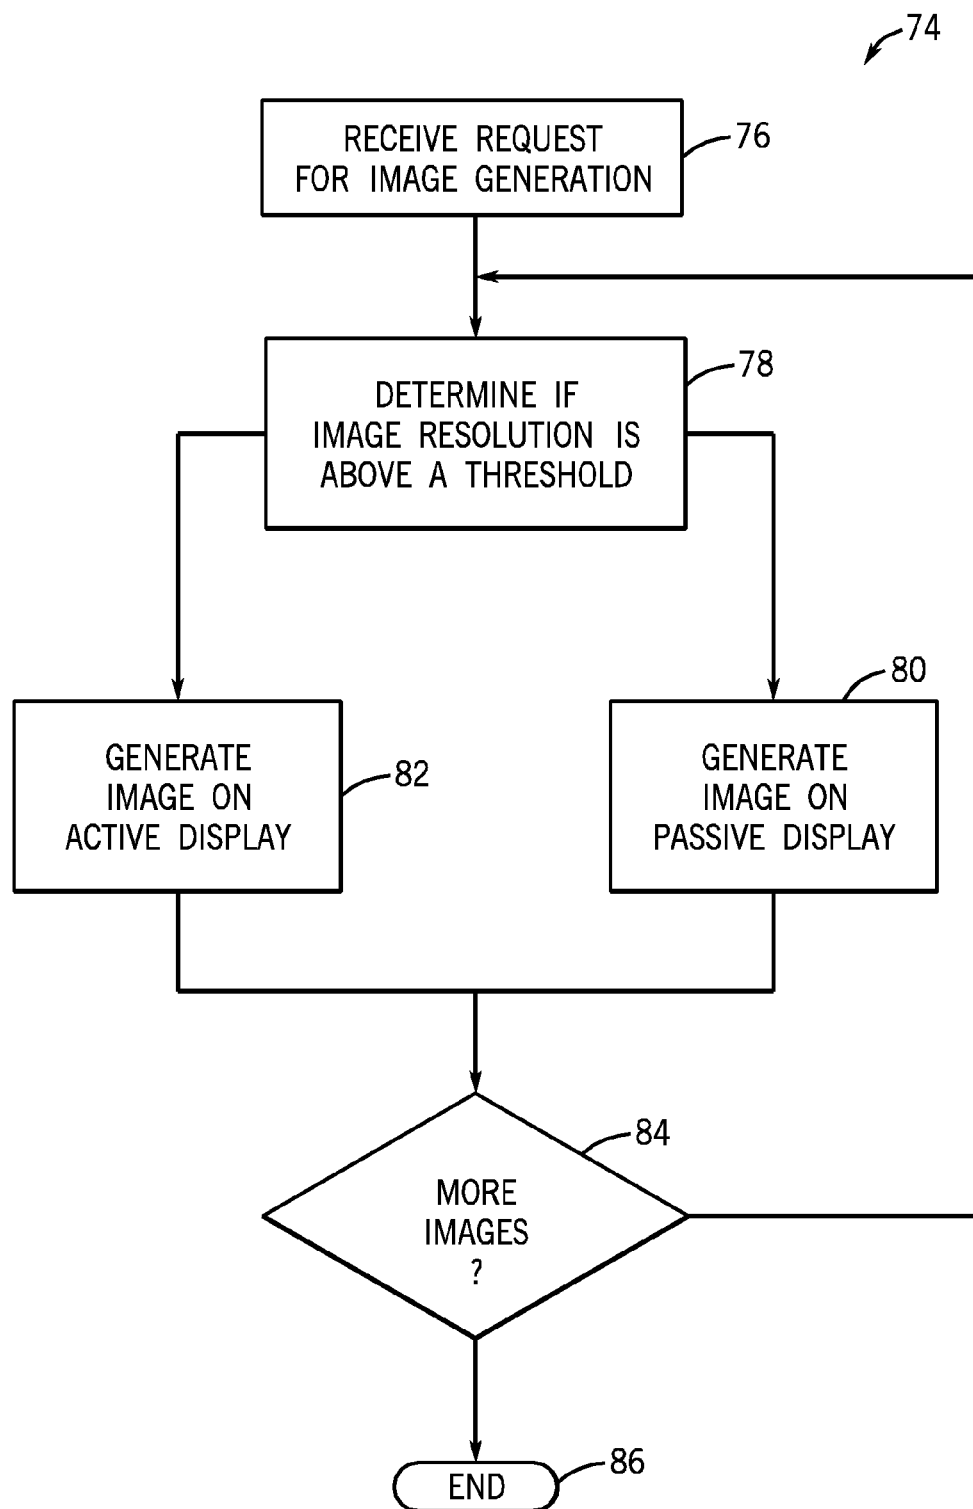 74
RECEIVE REQUEST
FOR IMAGE GENERATION
76
DETERMINE IF
IMAGE RESOLUTION IS
ABOVE A THRESHOLD
78
GENERATE
IMAGE ON
ACTIVE DISPLAY
82
GENERATE
IMAGE ON
PASSIVE DISPLAY
80
MORE
IMAGES
?
84
END
86